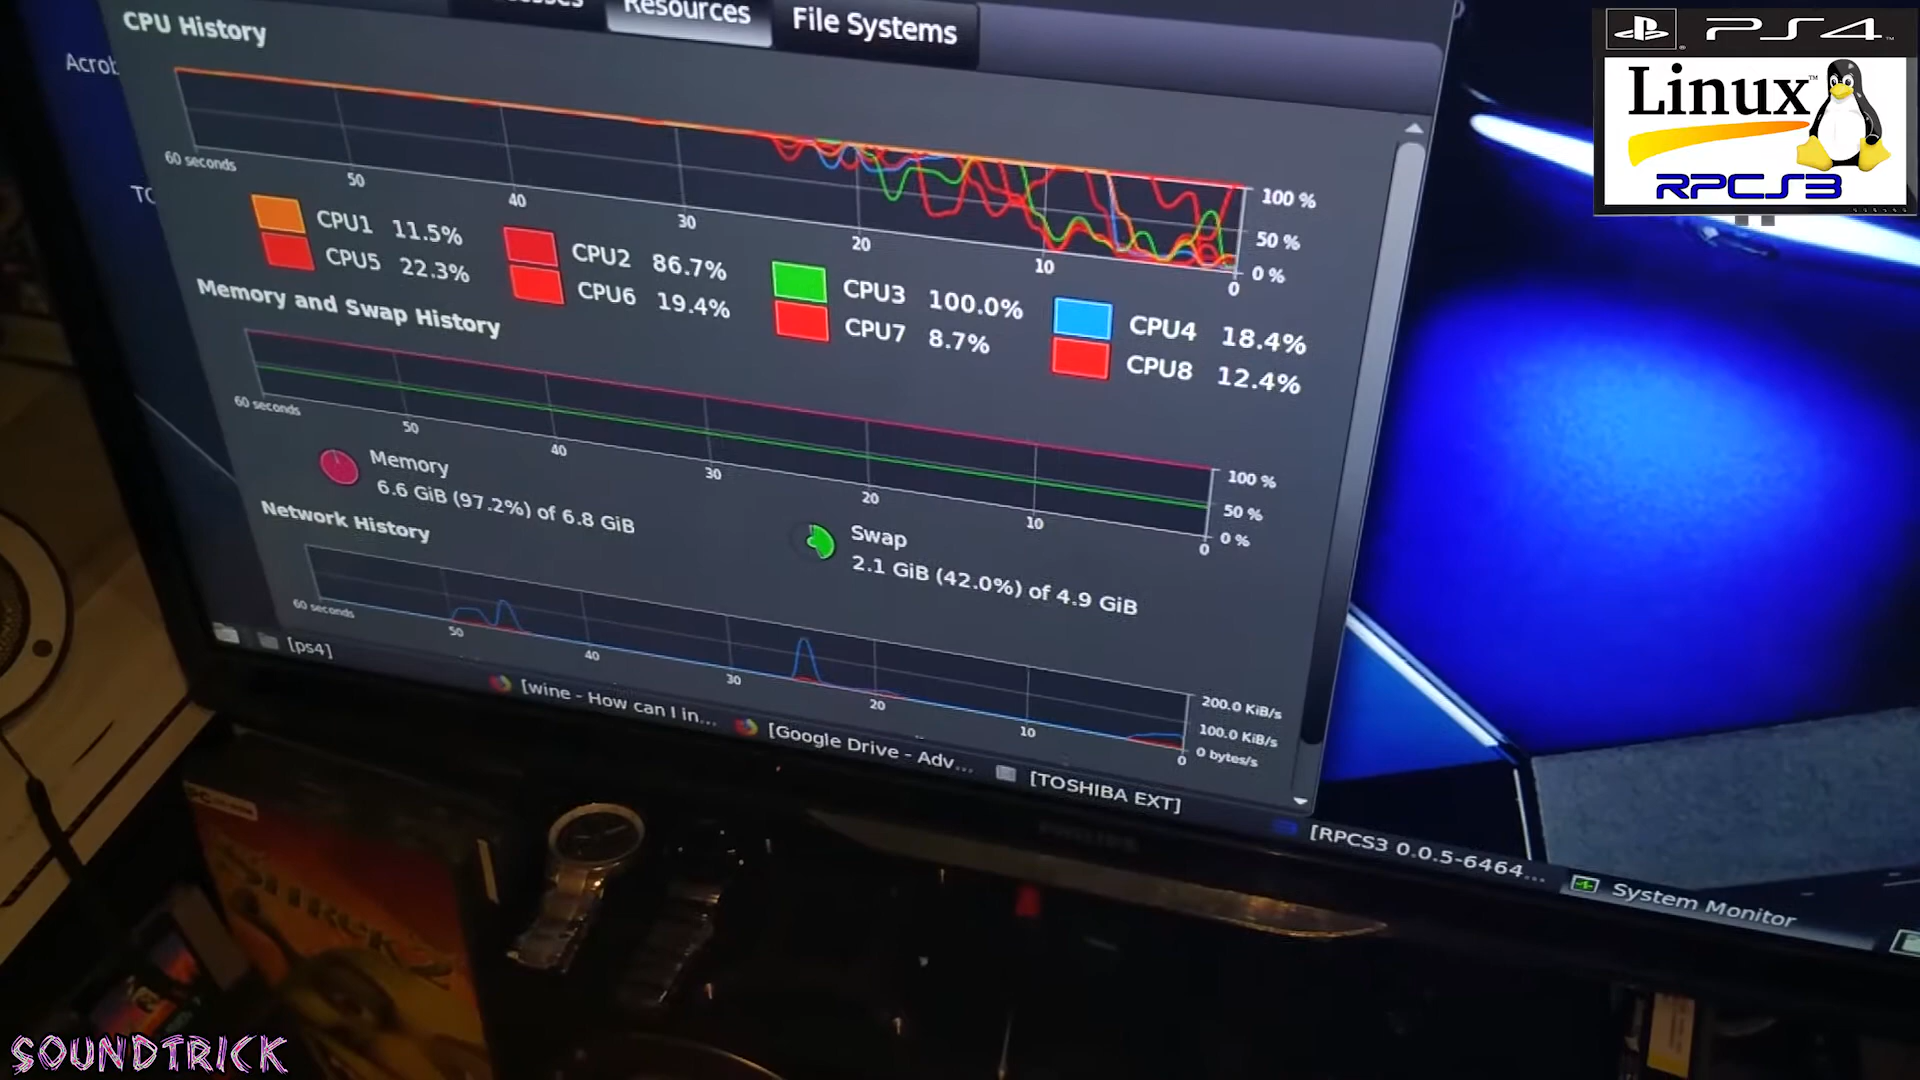 Resources
File Systems
CPU History
Acrob
60 seconds
50
40
30
20
10
0
100 %
50 %
0 %
CPU1 11.5%
CPU2 86.7%
CPU3 100.0%
CPU4 18.4%
CPU5 22.3%
CPU6 19.4%
CPU7 8.7%
CPU8 12.4%
Memory and Swap History
60 seconds
50
40
30
20
10
0
100 %
50 %
0 %
Memory
6.6 GiB (97.2%) of 6.8 GiB
Swap
2.1 GiB (42.0%) of 4.9 GiB
Network History
60 seconds
50
40
30
20
10
0
200.0 KiB/s
100.0 KiB/s
0 bytes/s
[ps4]
[wine - How can I in...
[Google Drive - Adv...
[TOSHIBA EXT]
[RPCS3 0.0.5-6464...
System Monitor
PHILIPS
SHREK 2
PS4™
Linux™
RPCS3
SOUNDTRICK